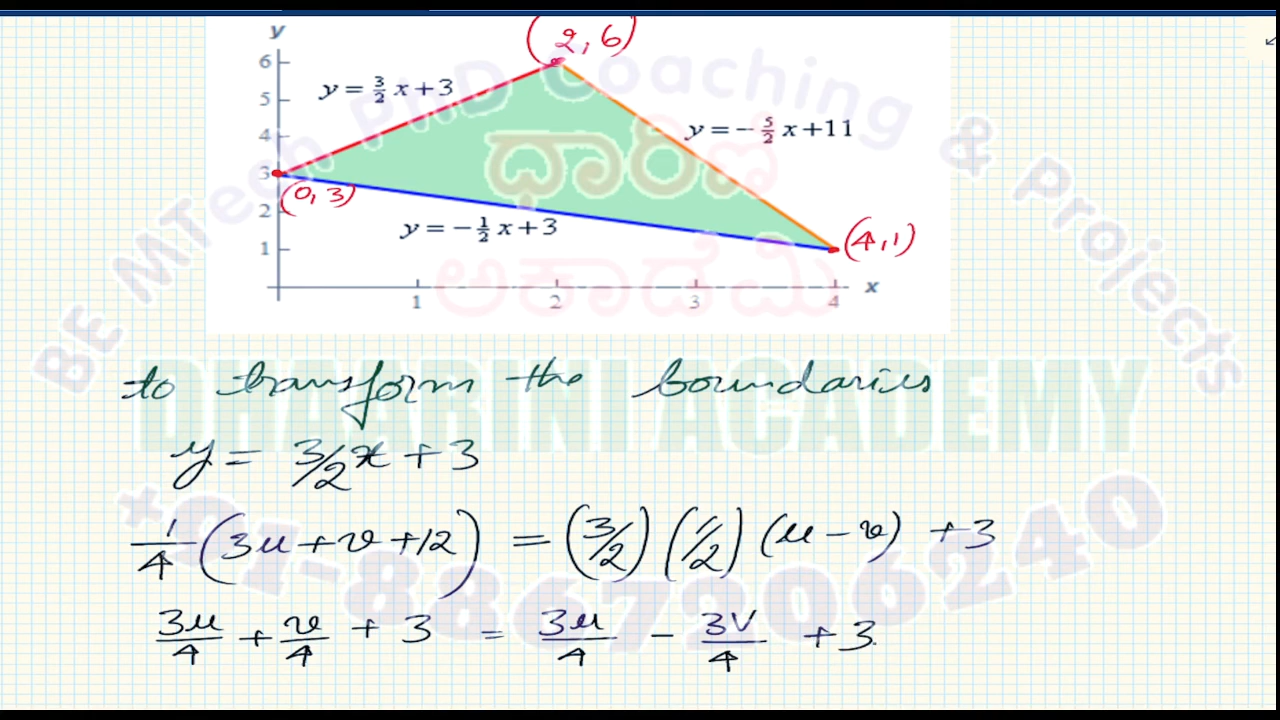 y
(2, 6)
6
y = 3/2 x + 3
5
4
y = - 5/2 x + 11
3
(0, 3)
2
y = - 1/2 x + 3
1
(4, 1)
1 2 3 4 x
ಧಾರಿಣಿ
ಅಕಾಡೆಮಿ
BE MTech PhD Coaching & Projects
DHAARINI ACADEMY
+91-8867206240
to transform the boundaries
y = 3/2 x + 3
1/4 (3u + v + 12) = (3/2) (1/2) (u - v) + 3
3u/4 + v/4 + 3 = 3u/4 - 3v/4 + 3